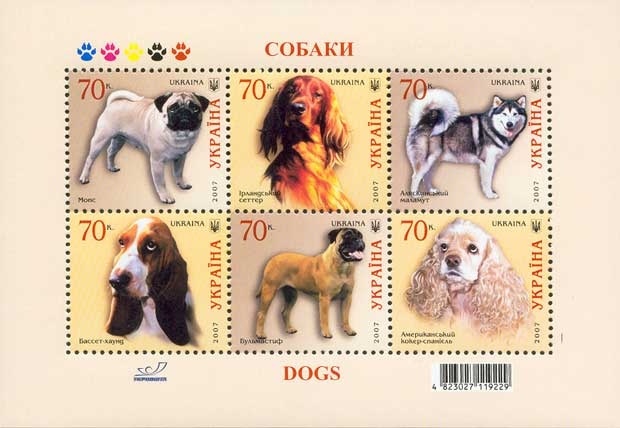 СОБАКИ
70 к. UKRAINA
УКРАЇНА
2007
Мопс
70 к. UKRAINA
УКРАЇНА
2007
Ірландський
сеттер
70 к. UKRAINA
УКРАЇНА
2007
Аляскинський
маламут
70 к. UKRAINA
УКРАЇНА
2007
Бассет-хаунд
70 к. UKRAINA
УКРАЇНА
2007
Бульмастиф
70 к. UKRAINA
УКРАЇНА
2007
Американський
кокер-спанієль
УКРПОШТА
DOGS
4 823027 119229